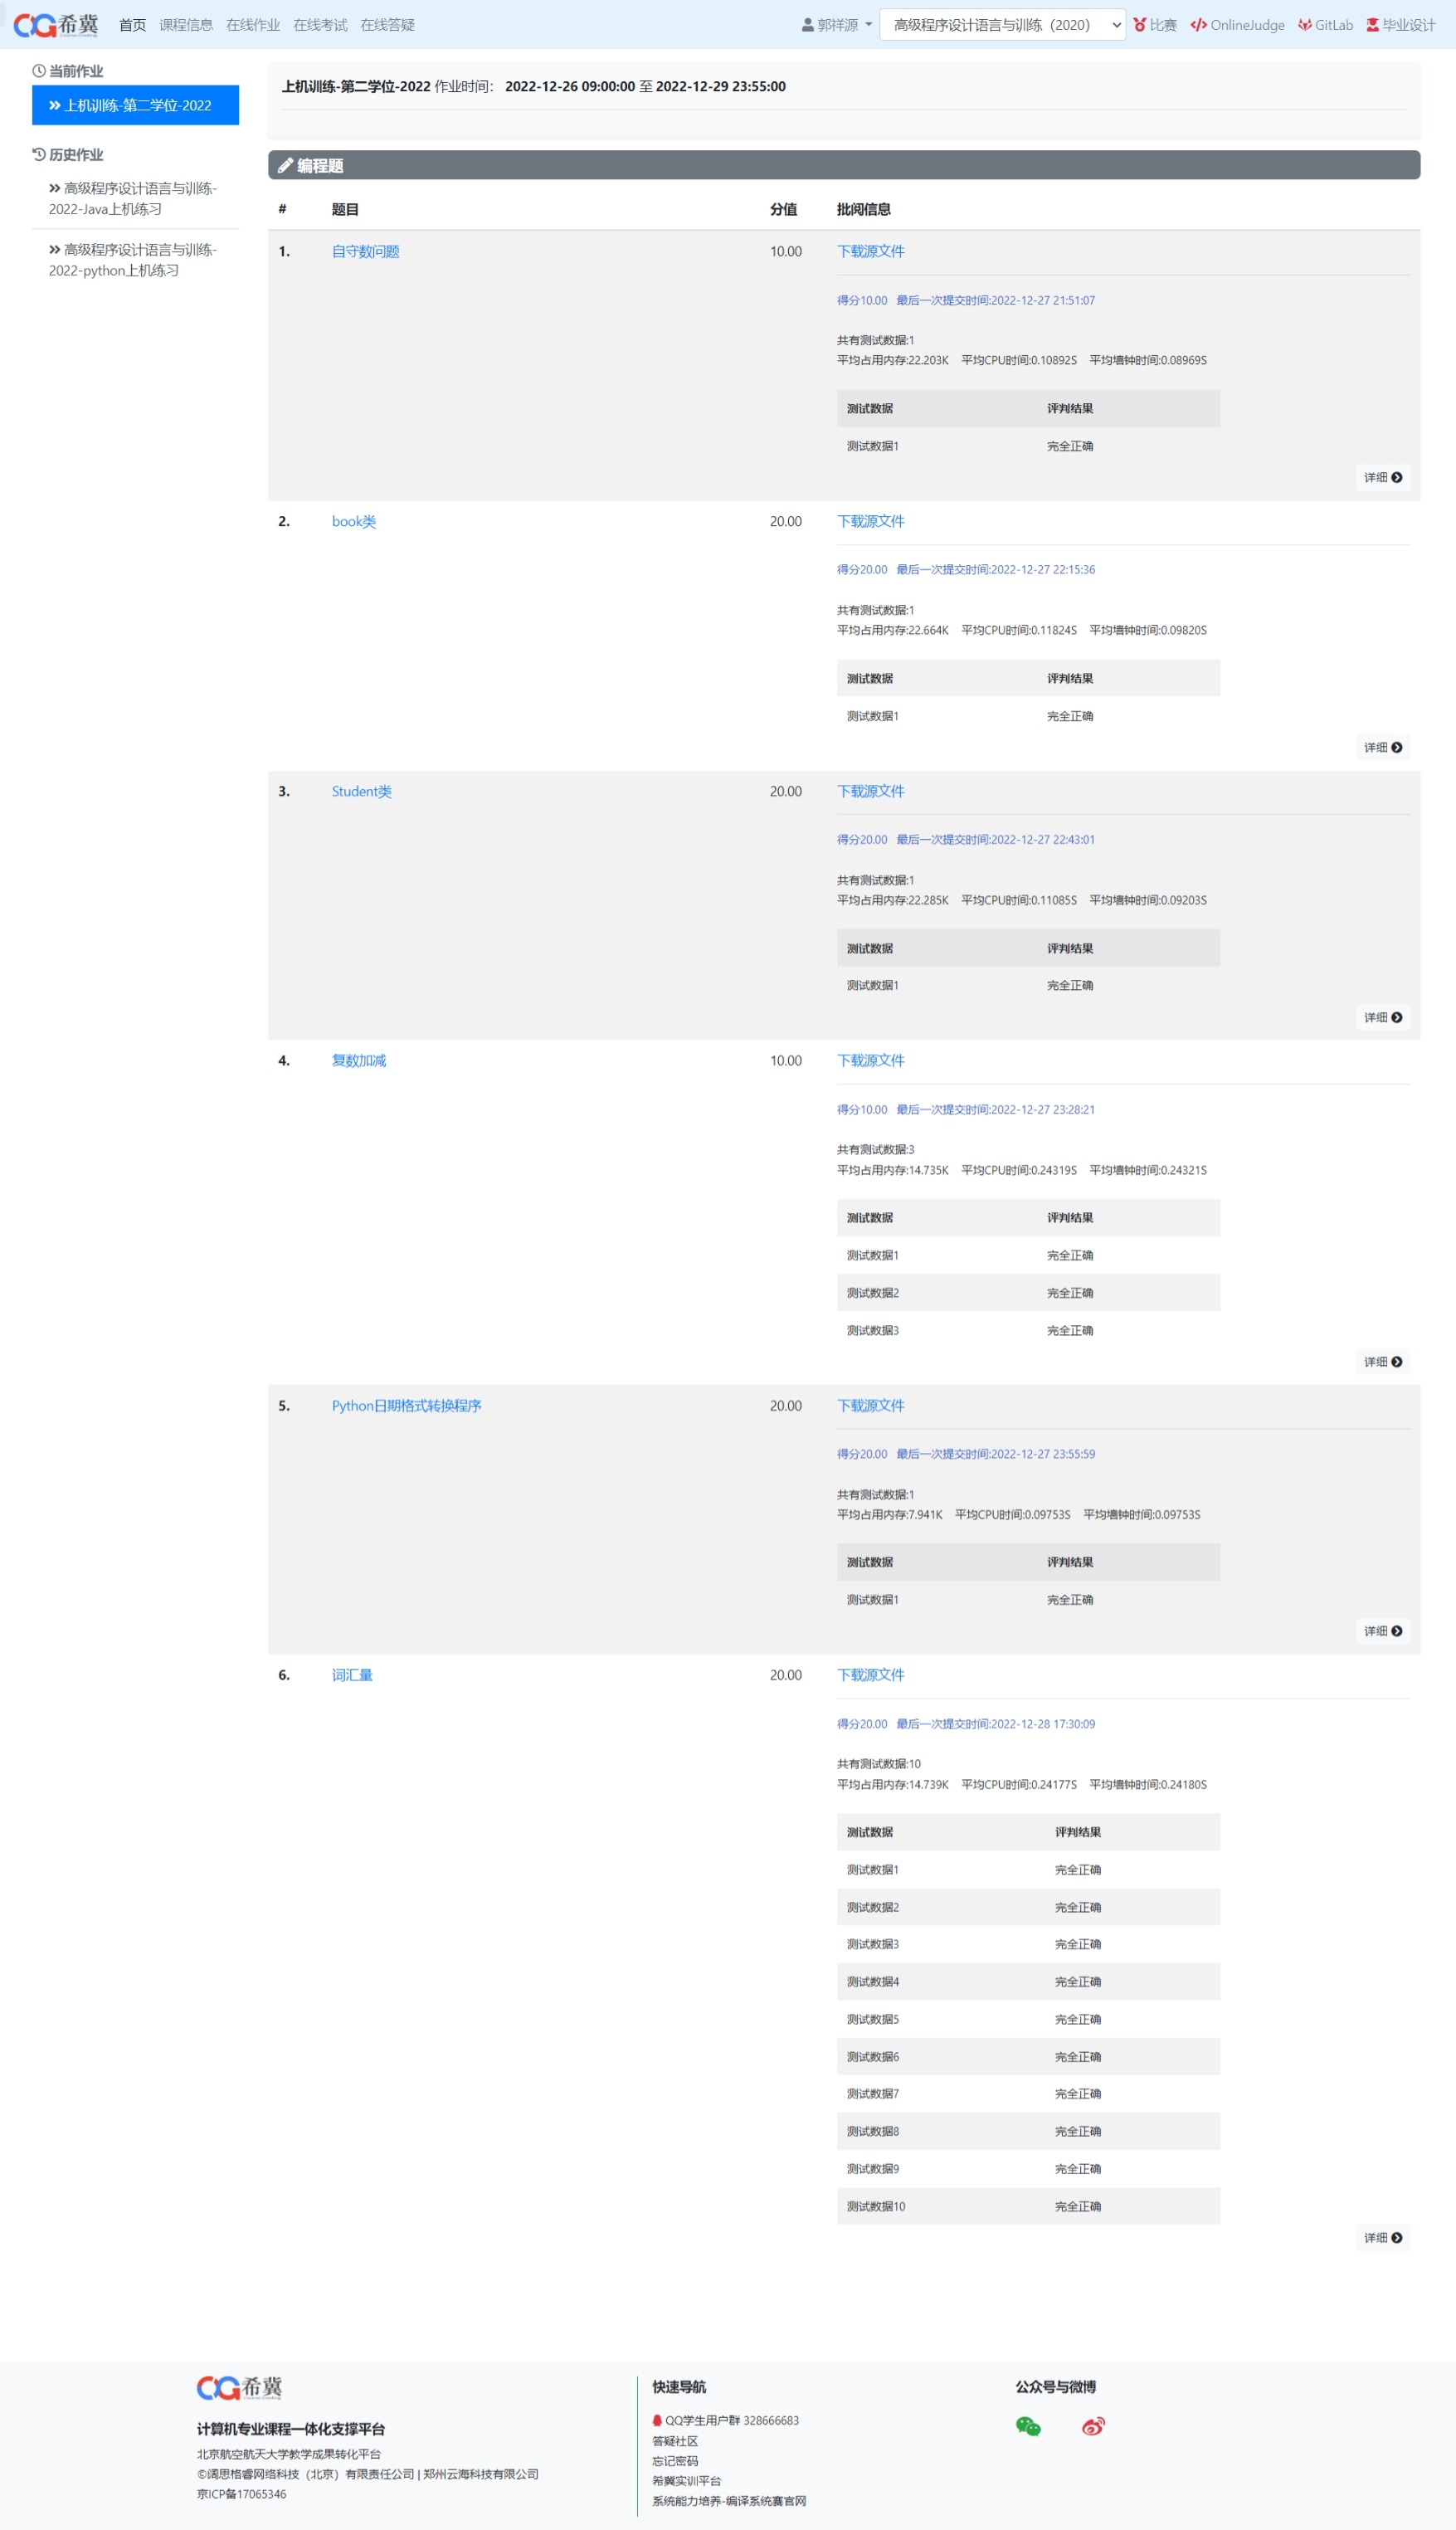 希冀 首页 课程信息 在线作业 在线考试 在线答疑 郭祥源 高级程序设计语言与训练（2020） 比赛 OnlineJudge GitLab 毕业设计
当前作业
上机训练-第二学位-2022
历史作业
高级程序设计语言与训练-
2022-Java上机练习
高级程序设计语言与训练-
2022-python上机练习
上机训练-第二学位-2022 作业时间： 2022-12-26 09:00:00 至 2022-12-29 23:55:00
编程题
# 题目 分值 批阅信息
1. 自守数问题 10.00 下载源文件
得分10.00 最后一次提交时间:2022-12-27 21:51:07
共有测试数据:1
平均占用内存:22.203K 平均CPU时间:0.10892S 平均墙钟时间:0.08969S
测试数据 评判结果
测试数据1 完全正确
详细
2. book类 20.00 下载源文件
得分20.00 最后一次提交时间:2022-12-27 22:15:36
共有测试数据:1
平均占用内存:22.664K 平均CPU时间:0.11824S 平均墙钟时间:0.09820S
测试数据 评判结果
测试数据1 完全正确
详细
3. Student类 20.00 下载源文件
得分20.00 最后一次提交时间:2022-12-27 22:43:01
共有测试数据:1
平均占用内存:22.285K 平均CPU时间:0.11085S 平均墙钟时间:0.09203S
测试数据 评判结果
测试数据1 完全正确
详细
4. 复数加减 10.00 下载源文件
得分10.00 最后一次提交时间:2022-12-27 23:28:21
共有测试数据:3
平均占用内存:14.735K 平均CPU时间:0.24319S 平均墙钟时间:0.24321S
测试数据 评判结果
测试数据1 完全正确
测试数据2 完全正确
测试数据3 完全正确
详细
5. Python日期格式转换程序 20.00 下载源文件
得分20.00 最后一次提交时间:2022-12-27 23:55:59
共有测试数据:1
平均占用内存:7.941K 平均CPU时间:0.09753S 平均墙钟时间:0.09753S
测试数据 评判结果
测试数据1 完全正确
详细
6. 词汇量 20.00 下载源文件
得分20.00 最后一次提交时间:2022-12-28 17:30:09
共有测试数据:10
平均占用内存:14.739K 平均CPU时间:0.24177S 平均墙钟时间:0.24180S
测试数据 评判结果
测试数据1 完全正确
测试数据2 完全正确
测试数据3 完全正确
测试数据4 完全正确
测试数据5 完全正确
测试数据6 完全正确
测试数据7 完全正确
测试数据8 完全正确
测试数据9 完全正确
测试数据10 完全正确
详细
希冀
计算机专业课程一体化支撑平台
北京航空航天大学教学成果转化平台
©阔思格睿网络科技（北京）有限责任公司 | 郑州云海科技有限公司
京ICP备17065346
快速导航
QQ学生用户群 328666683
答疑社区
忘记密码
希冀实训平台
系统能力培养-编译系统赛官网
公众号与微博